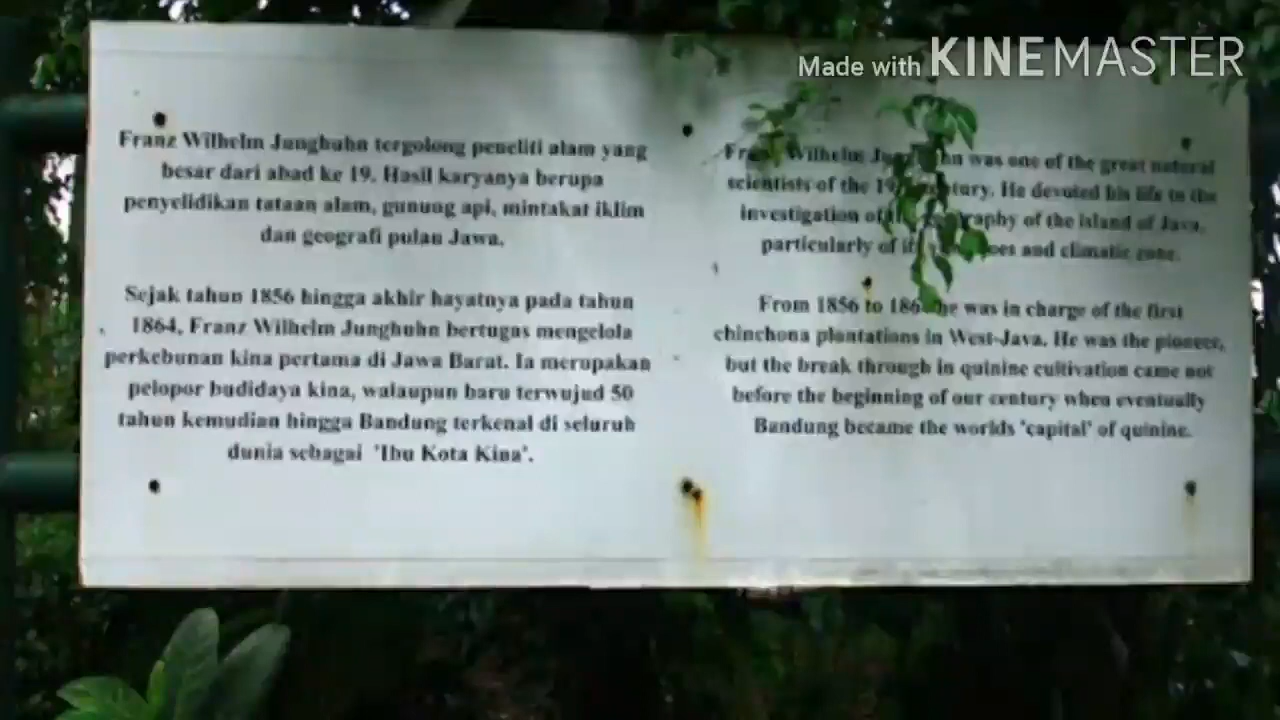 Made with KINEMASTER
Franz Wilhelm Junghuhn tergolong peneliti alam yang
besar dari abad ke 19. Hasil karyanya berupa
penyelidikan tataan alam, gunung api, mintakat iklim
dan geografi pulau Jawa.
Sejak tahun 1856 hingga akhir hayatnya pada tahun
1864, Franz Wilhelm Junghuhn bertugas mengelola
perkebunan kina pertama di Jawa Barat. Ia merupakan
pelopor budidaya kina, walaupun baru terwujud 50
tahun kemudian hingga Bandung terkenal di seluruh
dunia sebagai 'Ibu Kota Kina'.
Wilhelm was one of the great natural
scientists of the He devoted his life to the
investigation of the island of Java,
particularly of and climatic zone.
From 1856 to he was in charge of the first
chinchona plantations in West-Java. He was the pioneer,
but the break through in quinine cultivation came not
before the beginning of our century when eventually
Bandung became the worlds 'capital' of quinine.